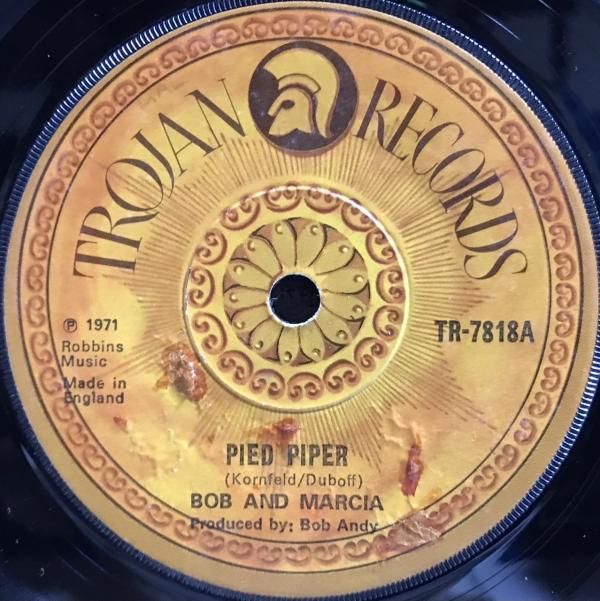 TROJAN RECORDS
℗ 1971
Robbins
Music
Made in
England
TR-7818A
PIED PIPER
(Kornfeld/Duboff)
BOB AND MARCIA
Produced by: Bob Andy